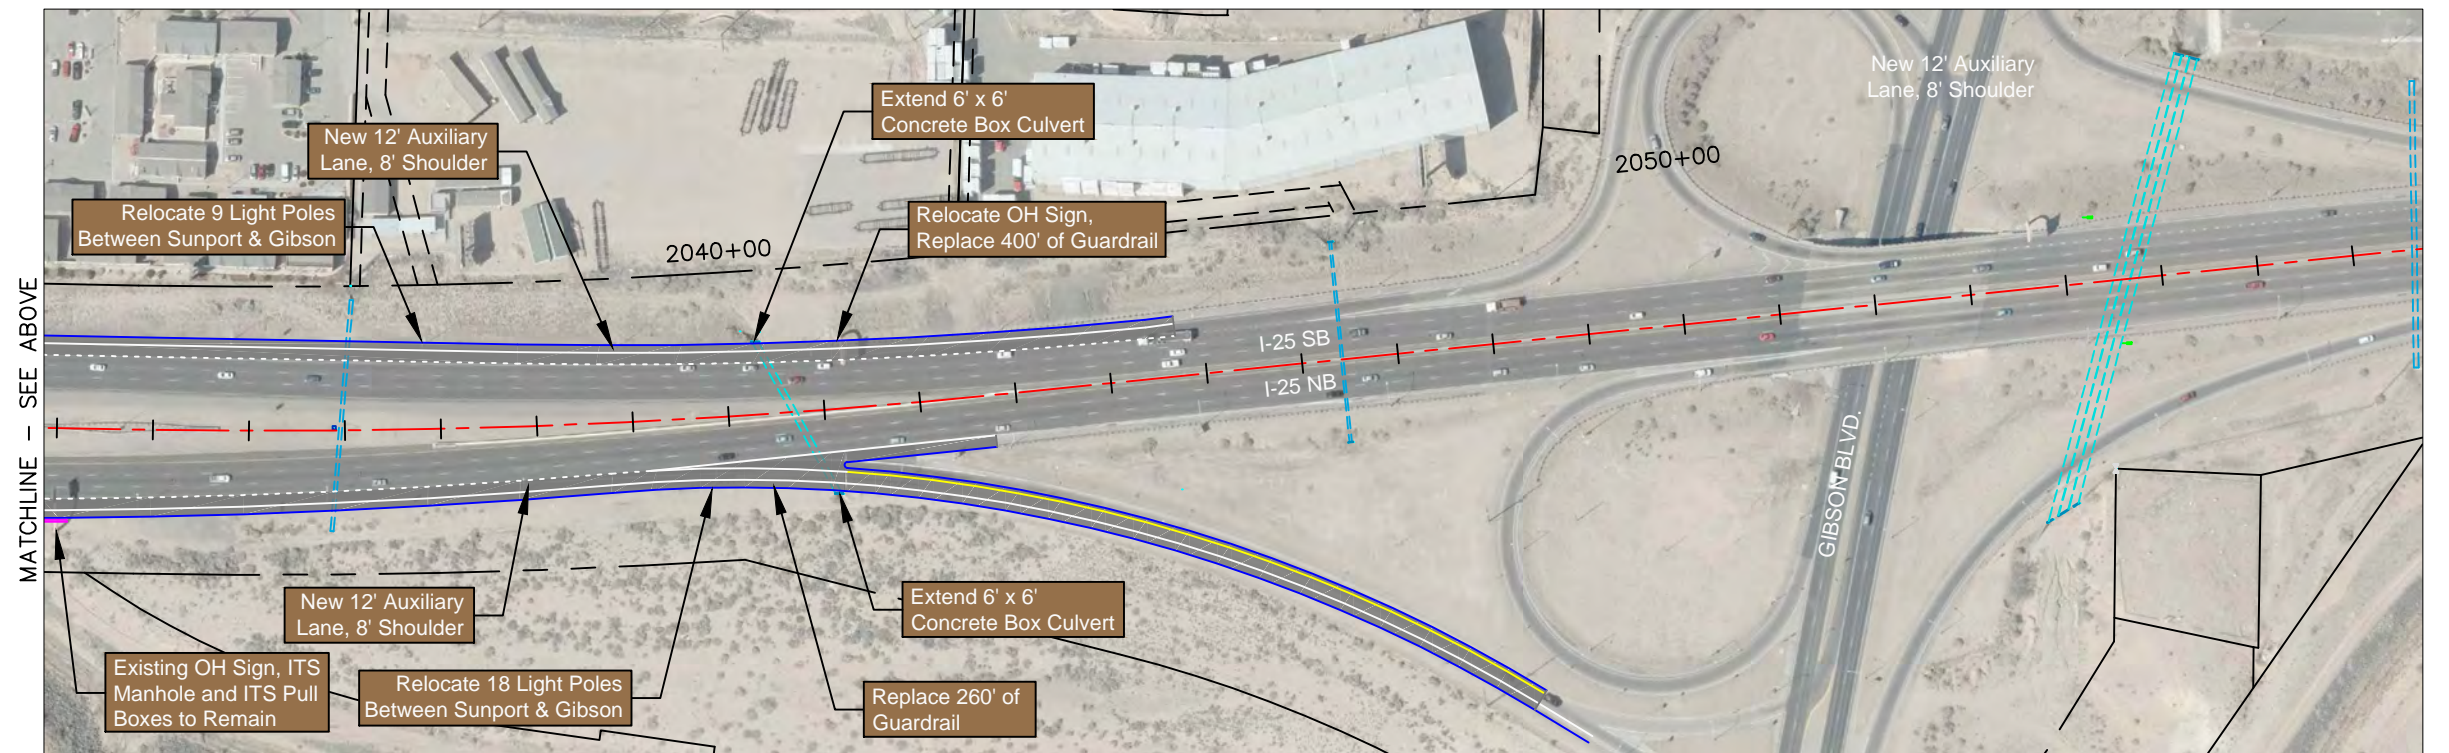 New 12' Auxiliary
Lane, 8' Shoulder
Extend 6' x 6'
Concrete Box Culvert
New 12' Auxiliary
Lane, 8' Shoulder
2050+00
Relocate 9 Light Poles
Between Sunport & Gibson
Relocate OH Sign,
Replace 400' of Guardrail
2040+00
MATCHLINE – SEE ABOVE
I-25 SB
I-25 NB
GIBSON BLVD.
New 12' Auxiliary
Lane, 8' Shoulder
Extend 6' x 6'
Concrete Box Culvert
Existing OH Sign, ITS
Manhole and ITS Pull
Boxes to Remain
Relocate 18 Light Poles
Between Sunport & Gibson
Replace 260' of
Guardrail